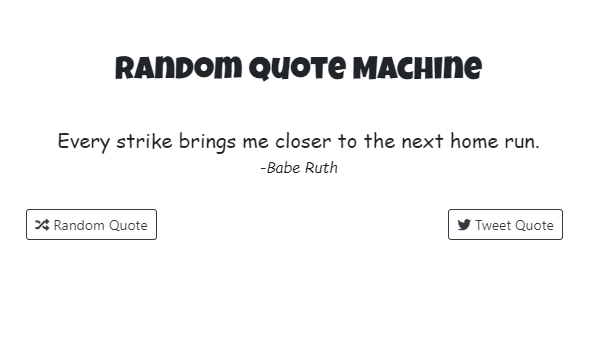 Random Quote Machine
Every strike brings me closer to the next home run.
-Babe Ruth
Random Quote
Tweet Quote